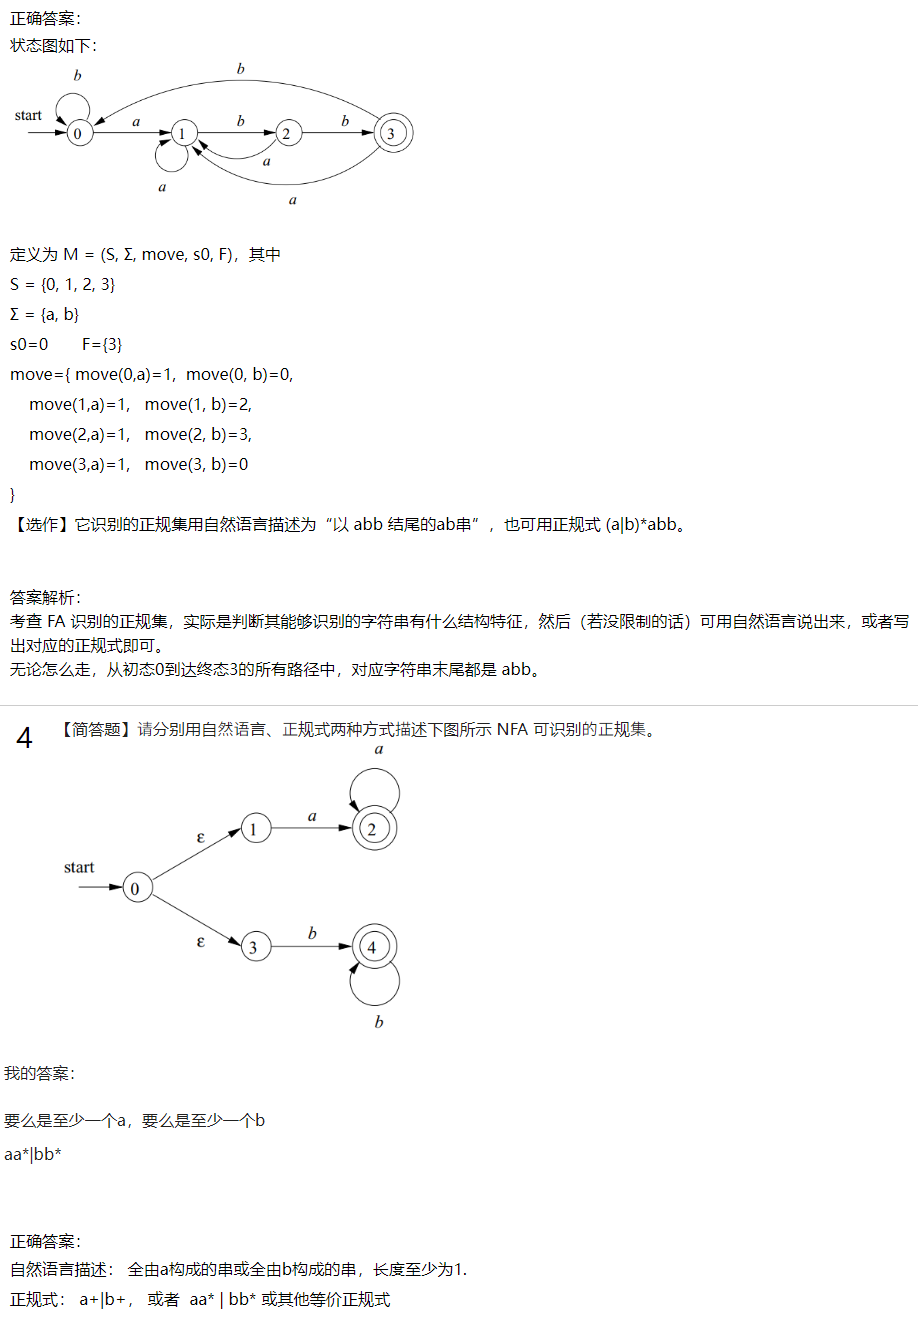 正确答案：
状态图如下：
b
b
start
a
b
b
0
1
2
3
a
a
a
定义为 M = (S, Σ, move, s0, F)，其中
S = {0, 1, 2, 3}
Σ = {a, b}
s0=0 F={3}
move={ move(0,a)=1, move(0, b)=0,
move(1,a)=1, move(1, b)=2,
move(2,a)=1, move(2, b)=3,
move(3,a)=1, move(3, b)=0
}
【选作】它识别的正规集用自然语言描述为“以 abb 结尾的ab串”，也可用正规式 (a|b)*abb。
答案解析：
考查 FA 识别的正规集，实际是判断其能够识别的字符串有什么结构特征，然后（若没限制的话）可用自然语言说出来，或者写
出对应的正规式即可。
无论怎么走，从初态0到达终态3的所有路径中，对应字符串末尾都是 abb。
4 【简答题】请分别用自然语言、正规式两种方式描述下图所示 NFA 可识别的正规集。
a
ε
1
a
2
start
0
ε
3
b
4
b
我的答案：
要么是至少一个a，要么是至少一个b
aa*|bb*
正确答案：
自然语言描述： 全由a构成的串或全由b构成的串，长度至少为1.
正规式： a+|b+， 或者 aa* | bb* 或其他等价正规式